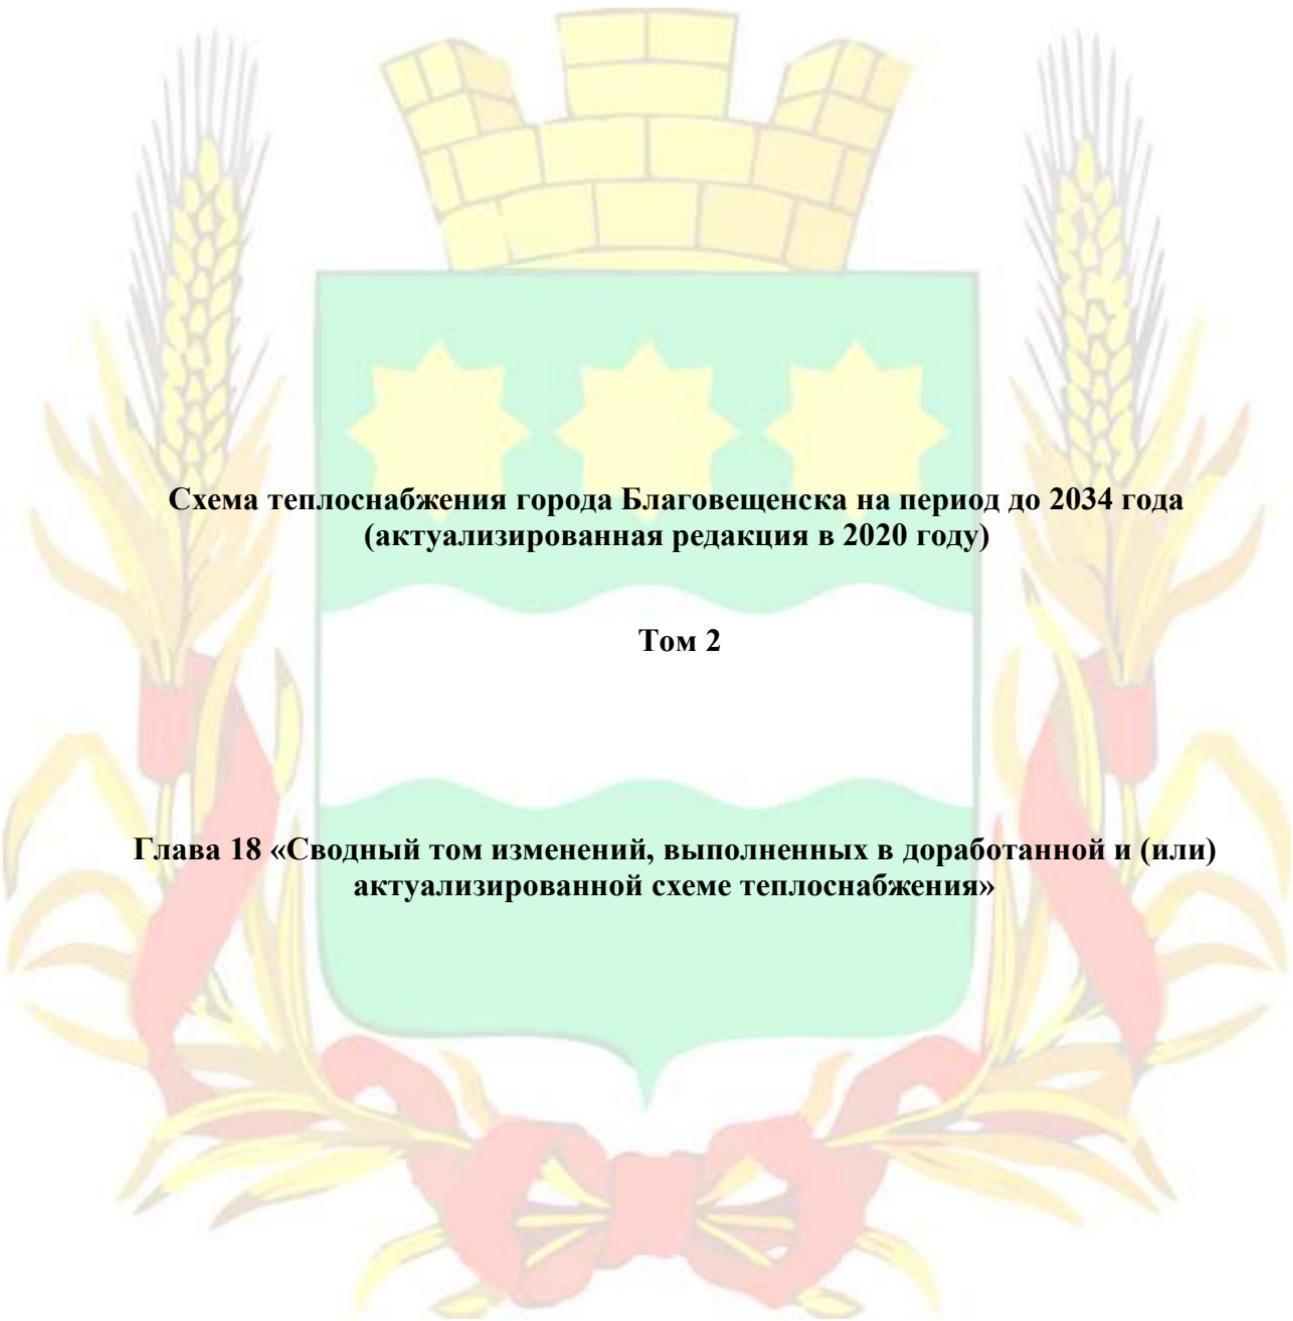 Схема теплоснабжения города Благовещенска на период до 2034 года
(актуализированная редакция в 2020 году)
Том 2
Глава 18 «Сводный том изменений, выполненных в доработанной и (или)
актуализированной схеме теплоснабжения»